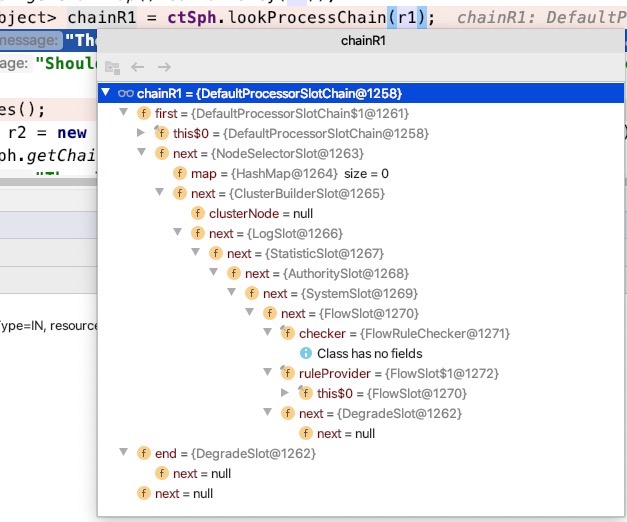 bject> chainR1 = ctSph.lookProcessChain(r1); chainR1: DefaultP
message: "The
chainR1
age: "Shoul
chainR1 = {DefaultProcessorSlotChain@1258}
first = {DefaultProcessorSlotChain$1@1261}
es();
this$0 = {DefaultProcessorSlotChain@1258}
r2 = new
next = {NodeSelectorSlot@1263}
ph.getChai
map = {HashMap@1264} size = 0
next = {ClusterBuilderSlot@1265}
clusterNode = null
next = {LogSlot@1266}
next = {StatisticSlot@1267}
next = {AuthoritySlot@1268}
next = {SystemSlot@1269}
next = {FlowSlot@1270}
Type=IN, resource
checker = {FlowRuleChecker@1271}
Class has no fields
ruleProvider = {FlowSlot$1@1272}
this$0 = {FlowSlot@1270}
next = {DegradeSlot@1262}
next = null
end = {DegradeSlot@1262}
next = null
next = null